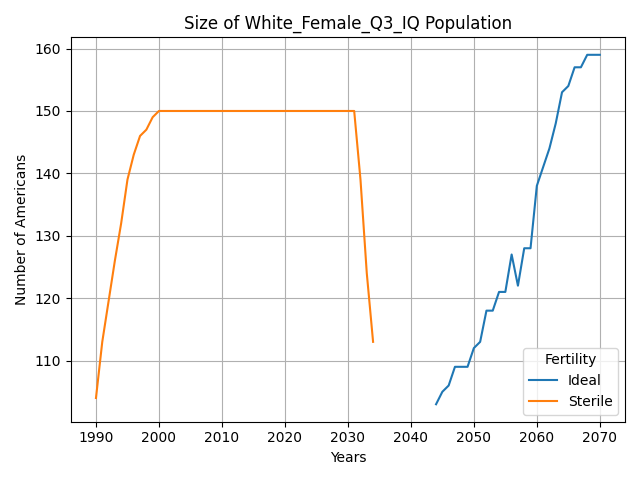 Size of White_Female_Q3_IQ Population
Number of Americans
160
150
140
130
120
110
1990
2000
2010
2020
2030
2040
2050
2060
2070
Years
Fertility
Ideal
Sterile